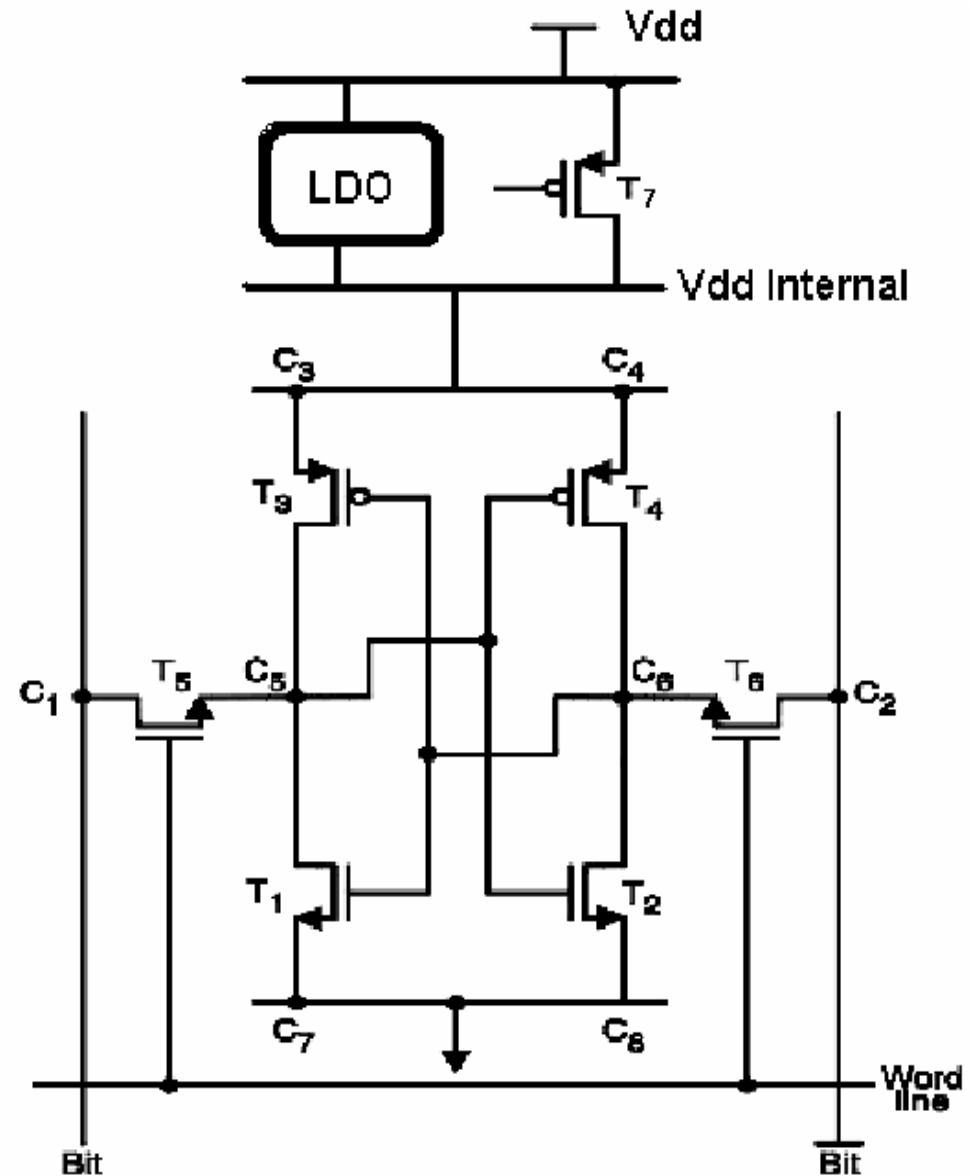 Vdd
LDO
T7
Vdd Internal
C3
C4
T3
T4
C1
T5
C5
C6
T6
C2
T1
T2
C7
C8
Word
line
Bit
Bit